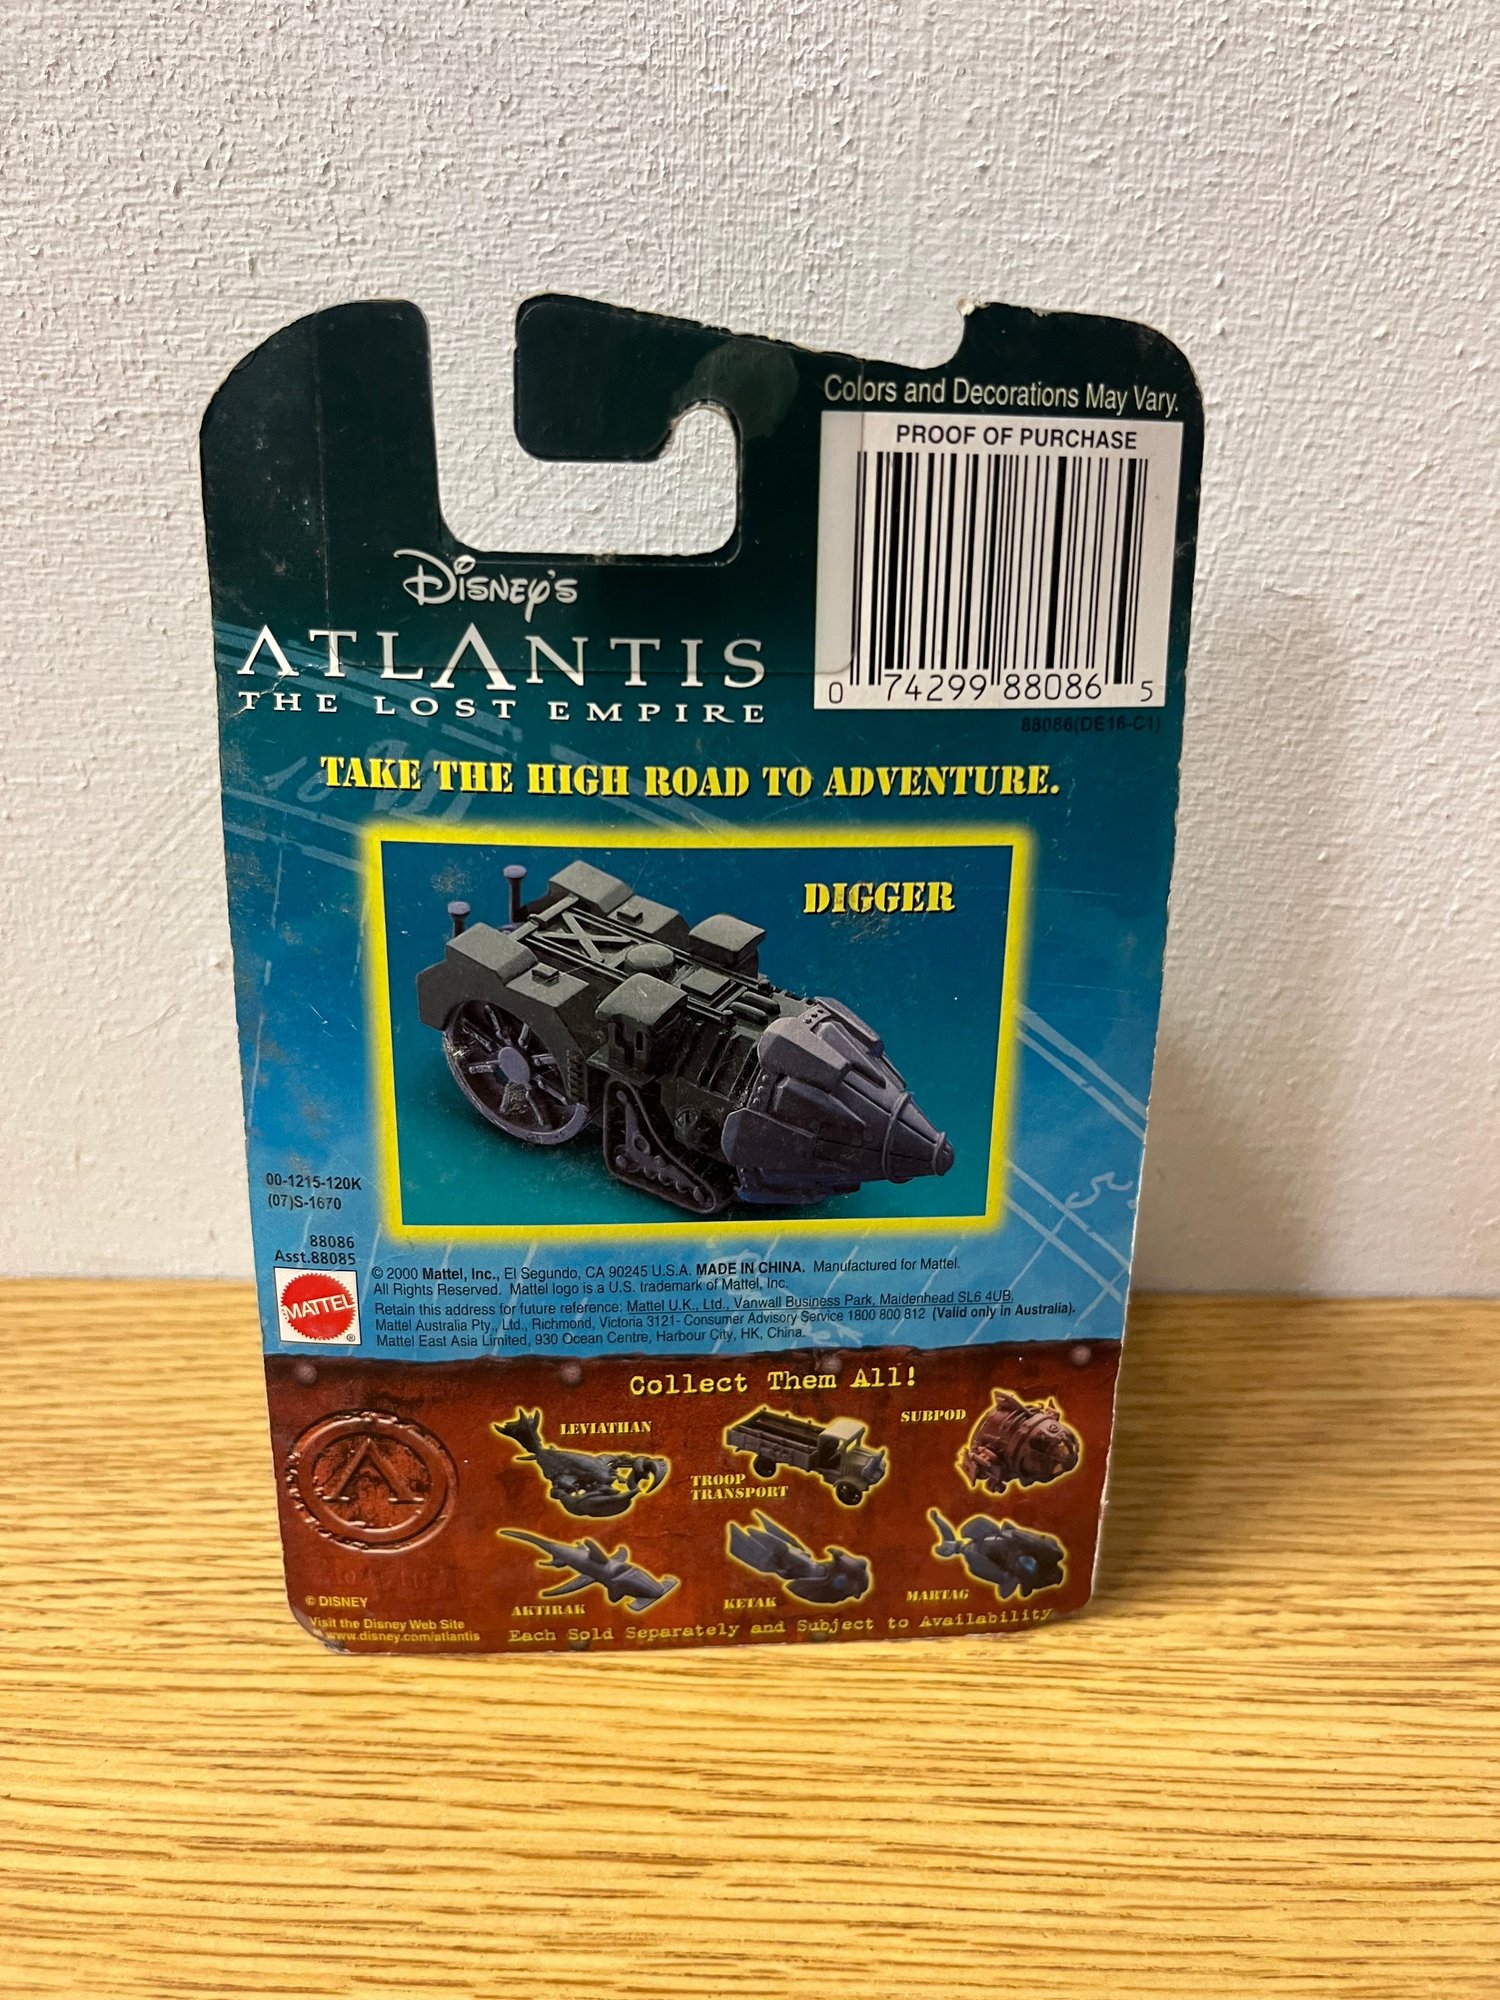 Colors and Decorations May Vary.
PROOF OF PURCHASE
0 74299 88086 5
88086(DE16-C1)
Disney's
ATLANTIS
THE LOST EMPIRE
TAKE THE HIGH ROAD TO ADVENTURE.
DIGGER
00-1215-120K
(07)S-1670
88086
Asst.88085
MATTEL
®
© 2000 Mattel, Inc., El Segundo, CA 90245 U.S.A. MADE IN CHINA. Manufactured for Mattel.
All Rights Reserved. Mattel logo is a U.S. trademark of Mattel, Inc.
Retain this address for future reference: Mattel U.K., Ltd., Vanwall Business Park, Maidenhead SL6 4UB.
Mattel Australia Pty., Ltd., Richmond, Victoria 3121- Consumer Advisory Service 1800 800 812 (Valid only in Australia).
Mattel East Asia Limited, 930 Ocean Centre, Harbour City, HK, China.
Collect Them All!
LEVIATHAN
TROOP
TRANSPORT
SUBPOD
AKTIRAK
KETAK
MARTAG
© DISNEY
Visit the Disney Web Site
www.disney.com/atlantis
Each Sold Separately and Subject to Availability